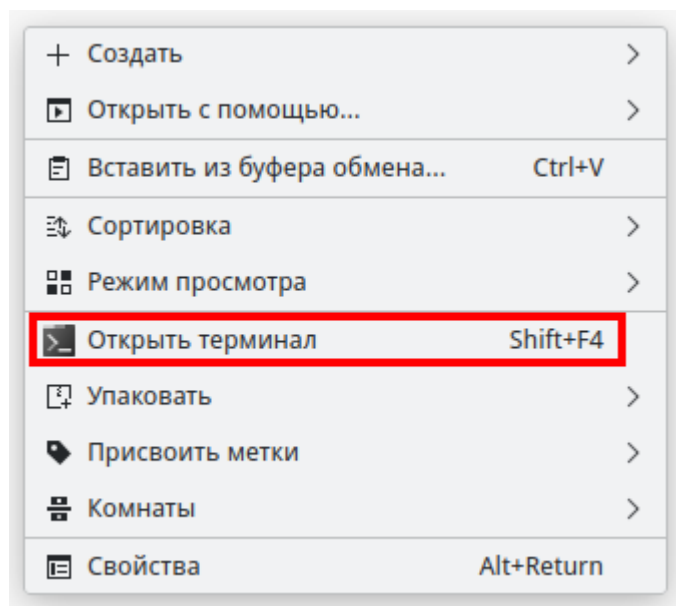 Создать
Открыть с помощью...
Вставить из буфера обмена... Ctrl+V
Сортировка
Режим просмотра
Открыть терминал Shift+F4
Упаковать
Присвоить метки
Комнаты
Свойства Alt+Return